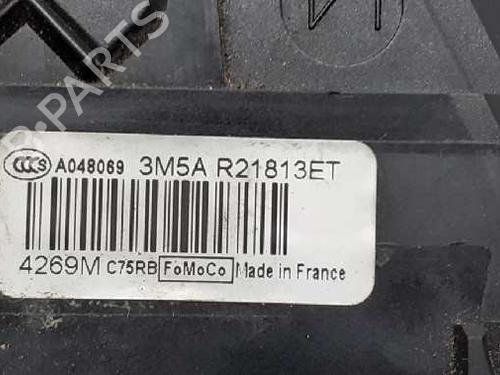 B-PARTS
CCC S A048069 3M5A R21813ET
4269M C75RB FoMoCo Made in France